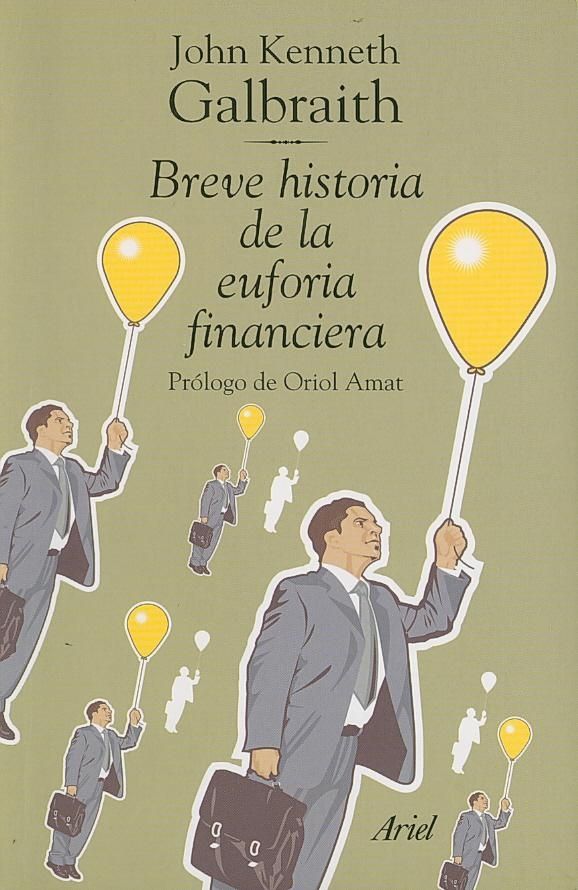 John Kenneth
Galbraith
Breve historia
de la
euforia
financiera
Prólogo de Oriol Amat
Ariel